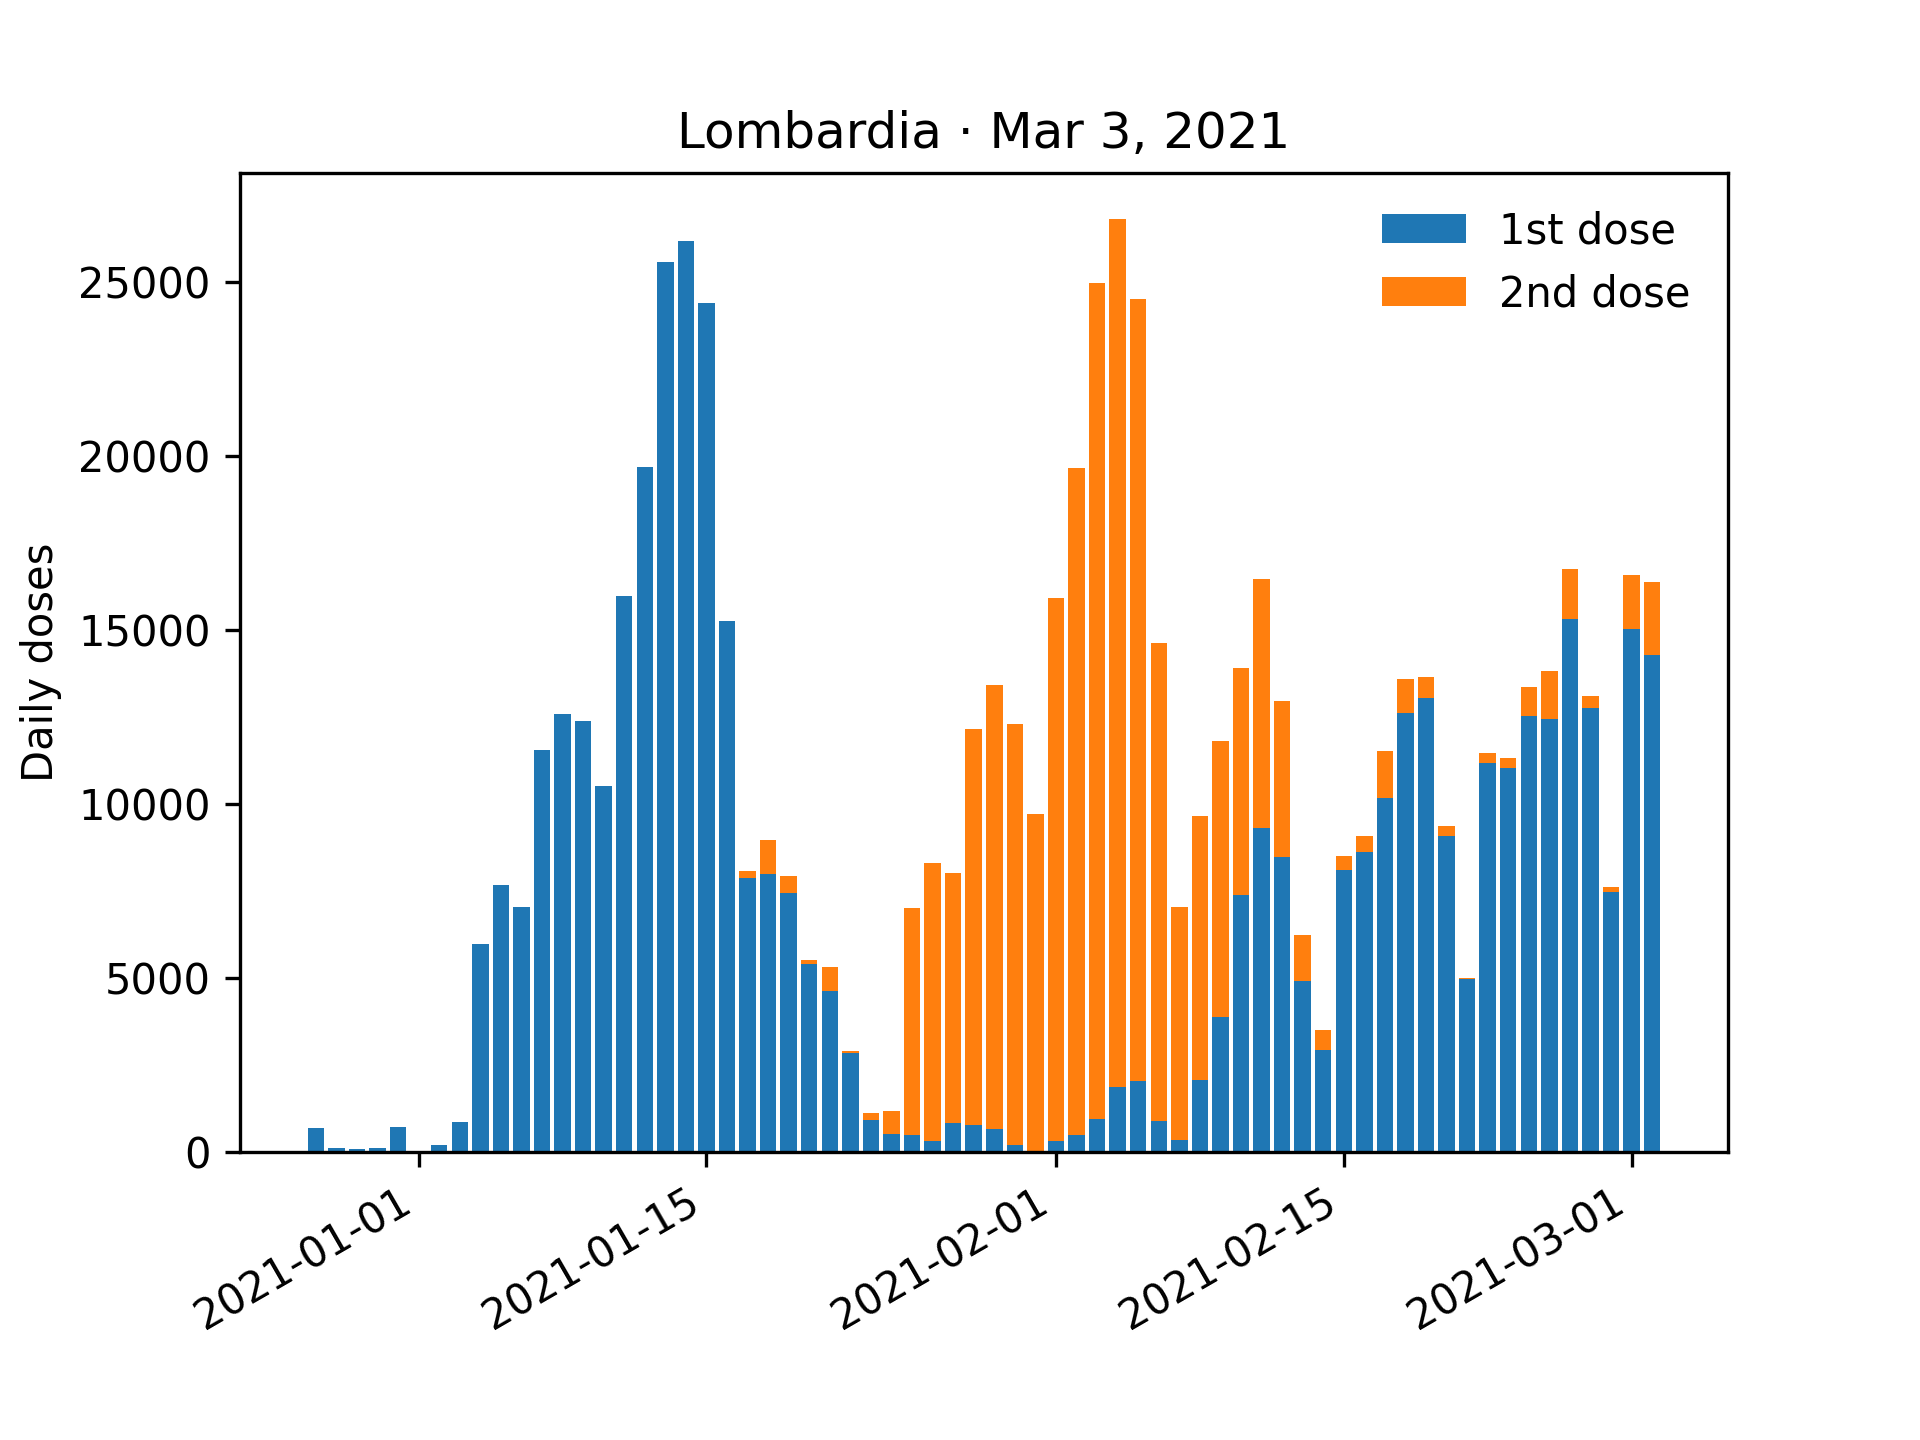 Lombardia · Mar 3, 2021
1st dose
2nd dose
Daily doses
25000
20000
15000
10000
5000
0
2021-01-01
2021-01-15
2021-02-01
2021-02-15
2021-03-01